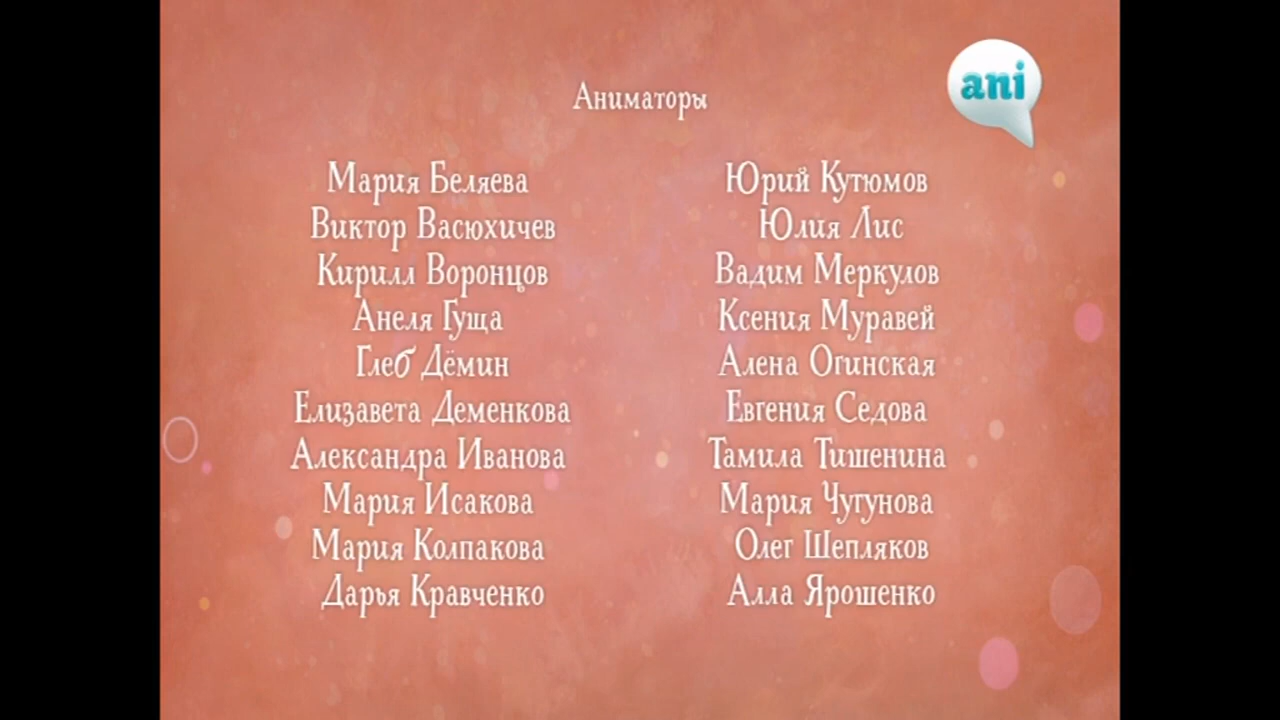 Аниматоры
ani
Мария Беляева
Виктор Васюхичев
Кирилл Воронцов
Анеля Гуща
Глеб Дёмин
Елизавета Деменкова
Александра Иванова
Мария Исакова
Мария Колпакова
Дарья Кравченко
Юрий Кутюмов
Юлия Лис
Вадим Меркулов
Ксения Муравей
Алена Огинская
Евгения Седова
Тамила Тишенина
Мария Чугунова
Олег Шепляков
Алла Ярошенко